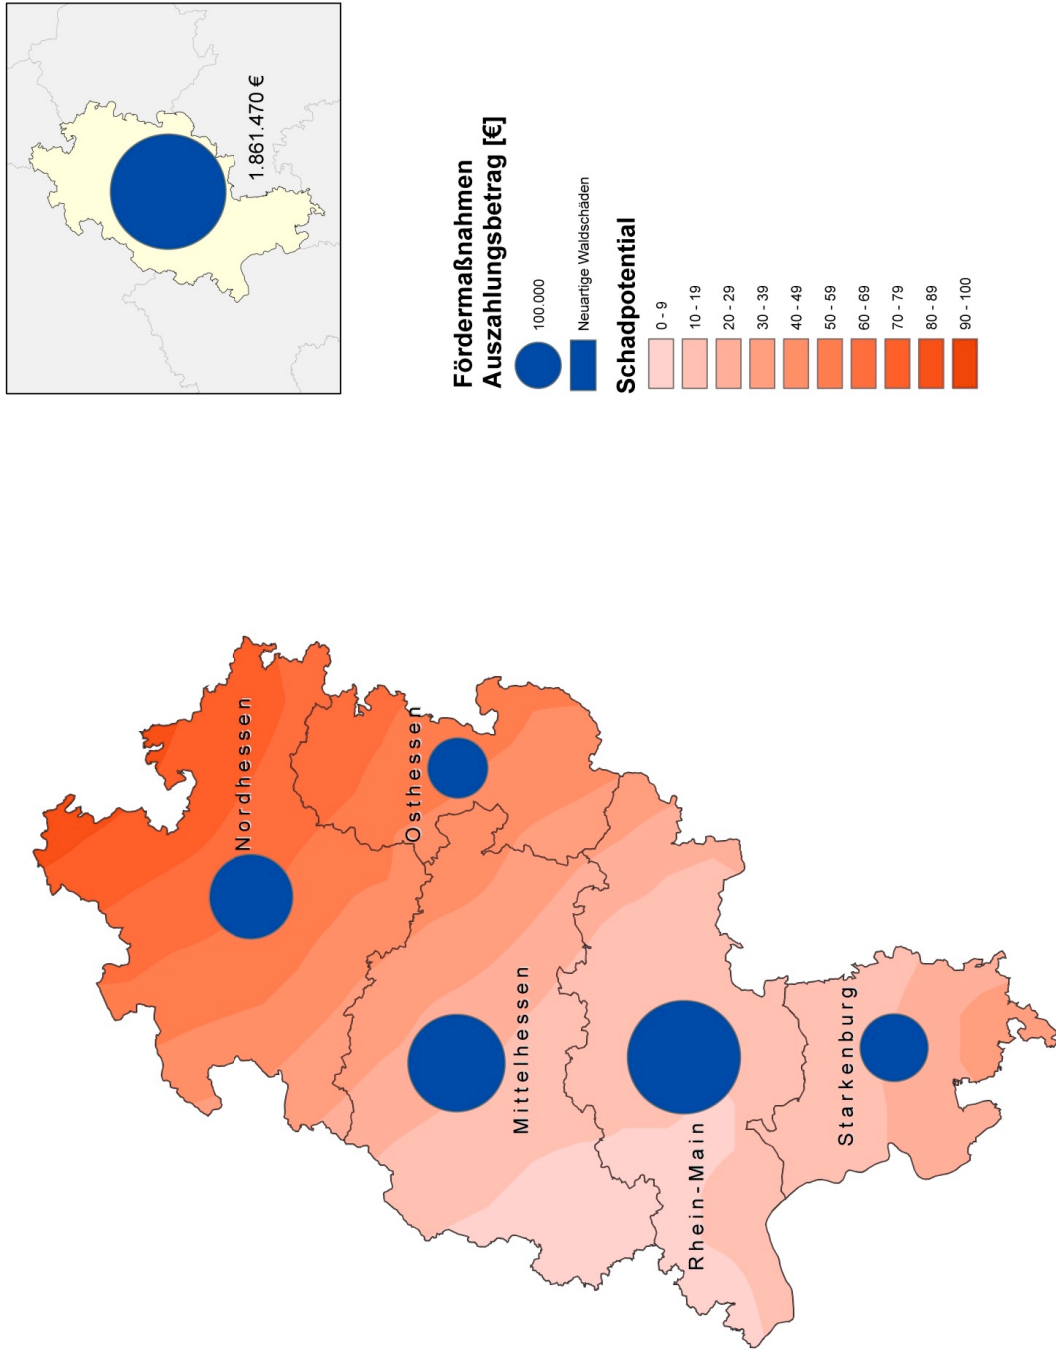 1.861.470 €
Fördermaßnahmen
Auszahlungsbetrag [€]
100.000
Neuartige Waldschäden
Schadpotential
0 - 9
10 - 19
20 - 29
30 - 39
40 - 49
50 - 59
60 - 69
70 - 79
80 - 89
90 - 100
Nordhessen
Osthessen
Mittelhessen
Rhein-Main
Starkenburg